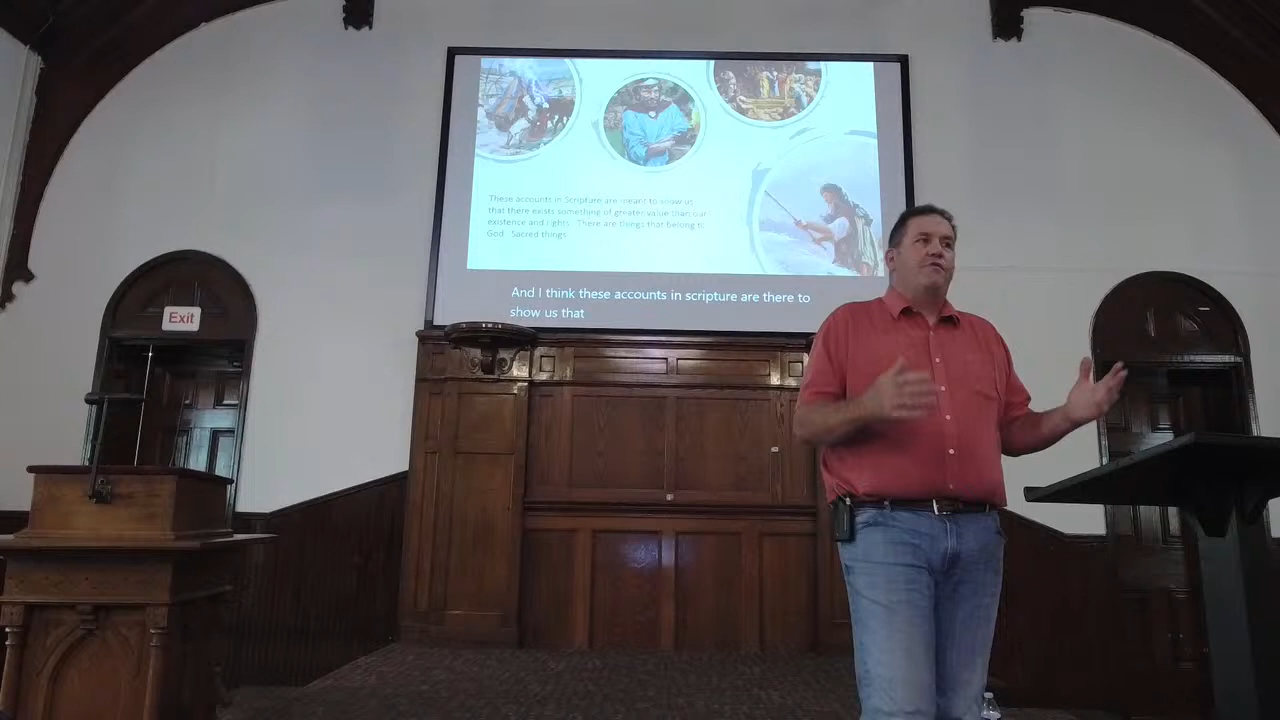 These accounts in Scripture are meant to show us
that there exists something of greater value than our
existence and rights. There are things that belong to
God. Sacred things.
And I think these accounts in scripture are there to
show us that
Exit